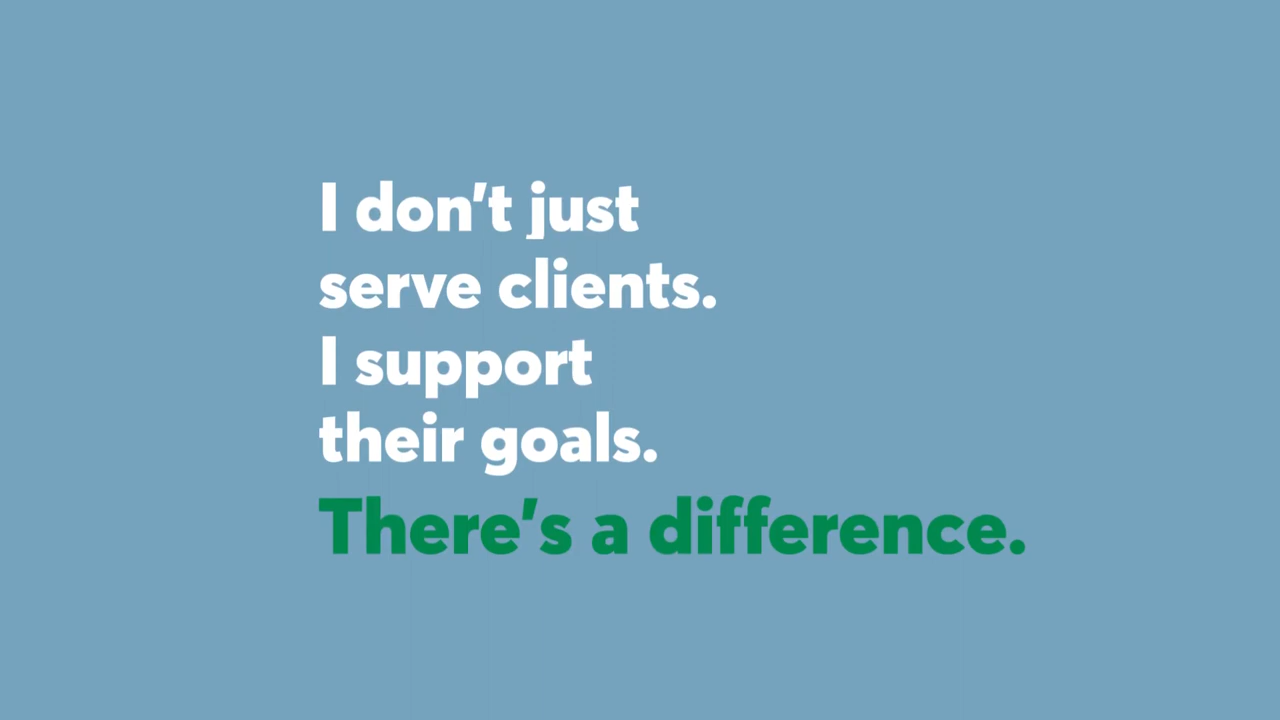 I don’t just
serve clients.
I support
their goals.
There’s a difference.